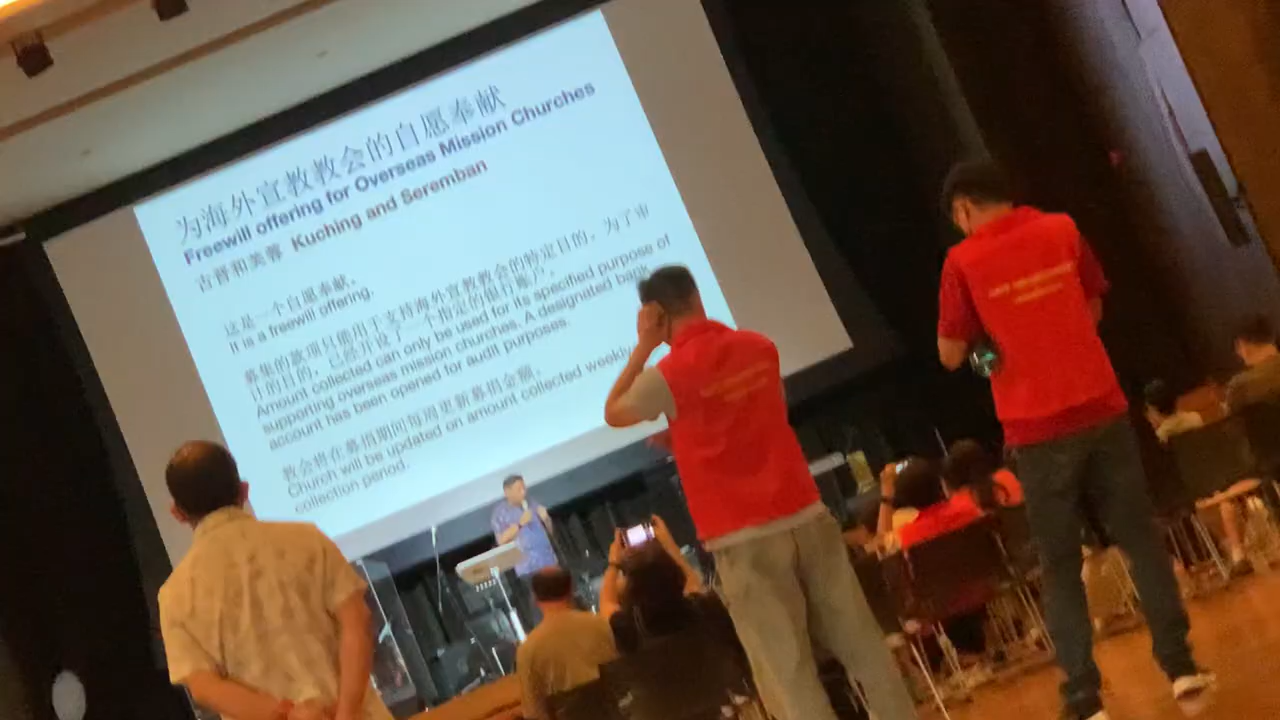 为海外宣教教会的自愿奉献
Freewill offering for Overseas Mission Churches
古晋和芙蓉 Kuching and Seremban
这是一个自愿奉献。
It is a freewill offering.
募集的款项只能用于支持海外宣教教会的特定目的。为了审
计的目的，已经开设了一个指定的银行账户。
Amount collected can only be used for its specified purpose of
supporting overseas mission churches. A designated bank
account has been opened for audit purposes.
教会将在募捐期间每周更新募捐金额。
Church will be updated on amount collected weekly
collection period.